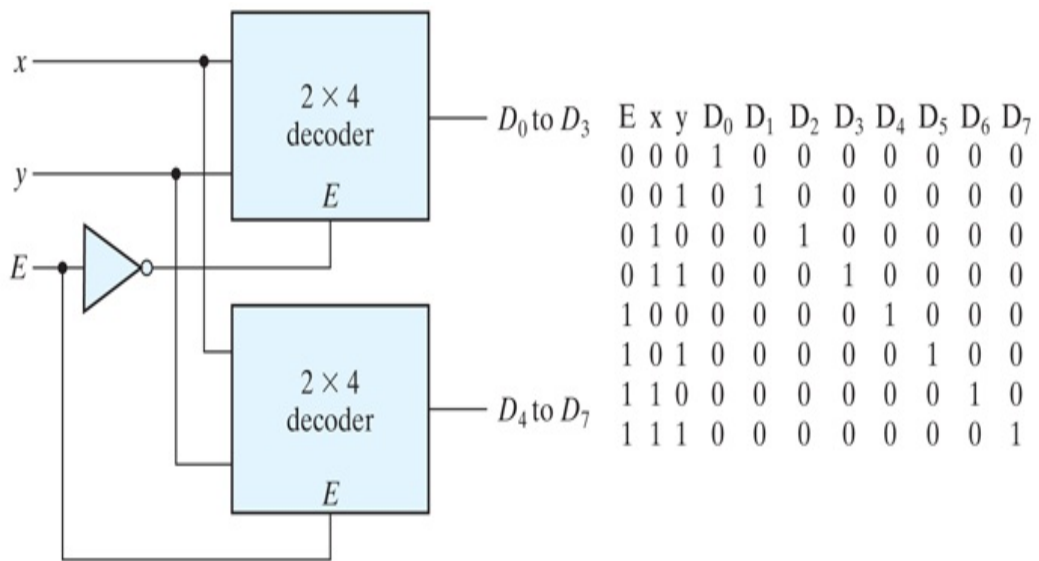 x
2 × 4
decoder
D₀ to D₃
y
E
E
2 × 4
decoder
D₄ to D₇
E
E x y D₀ D₁ D₂ D₃ D₄ D₅ D₆ D₇
0 0 0 1 0 0 0 0 0 0 0
0 0 1 0 1 0 0 0 0 0 0
0 1 0 0 0 1 0 0 0 0 0
0 1 1 0 0 0 1 0 0 0 0
1 0 0 0 0 0 0 1 0 0 0
1 0 1 0 0 0 0 0 1 0 0
1 1 0 0 0 0 0 0 0 1 0
1 1 1 0 0 0 0 0 0 0 1